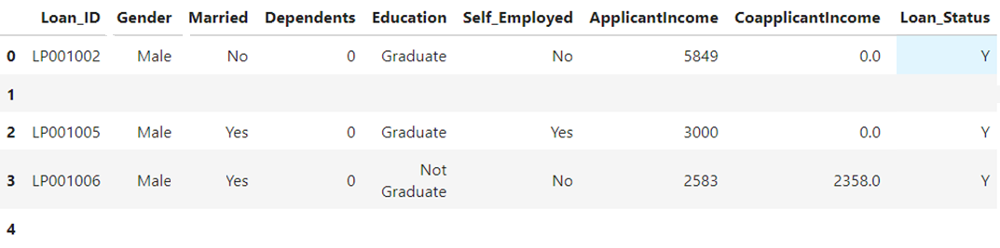 Loan_ID Gender Married Dependents Education Self_Employed ApplicantIncome CoapplicantIncome Loan_Status
0 LP001002 Male No 0 Graduate No 5849 0.0 Y
1
2 LP001005 Male Yes 0 Graduate Yes 3000 0.0 Y
3 LP001006 Male Yes 0 Not Graduate No 2583 2358.0 Y
4